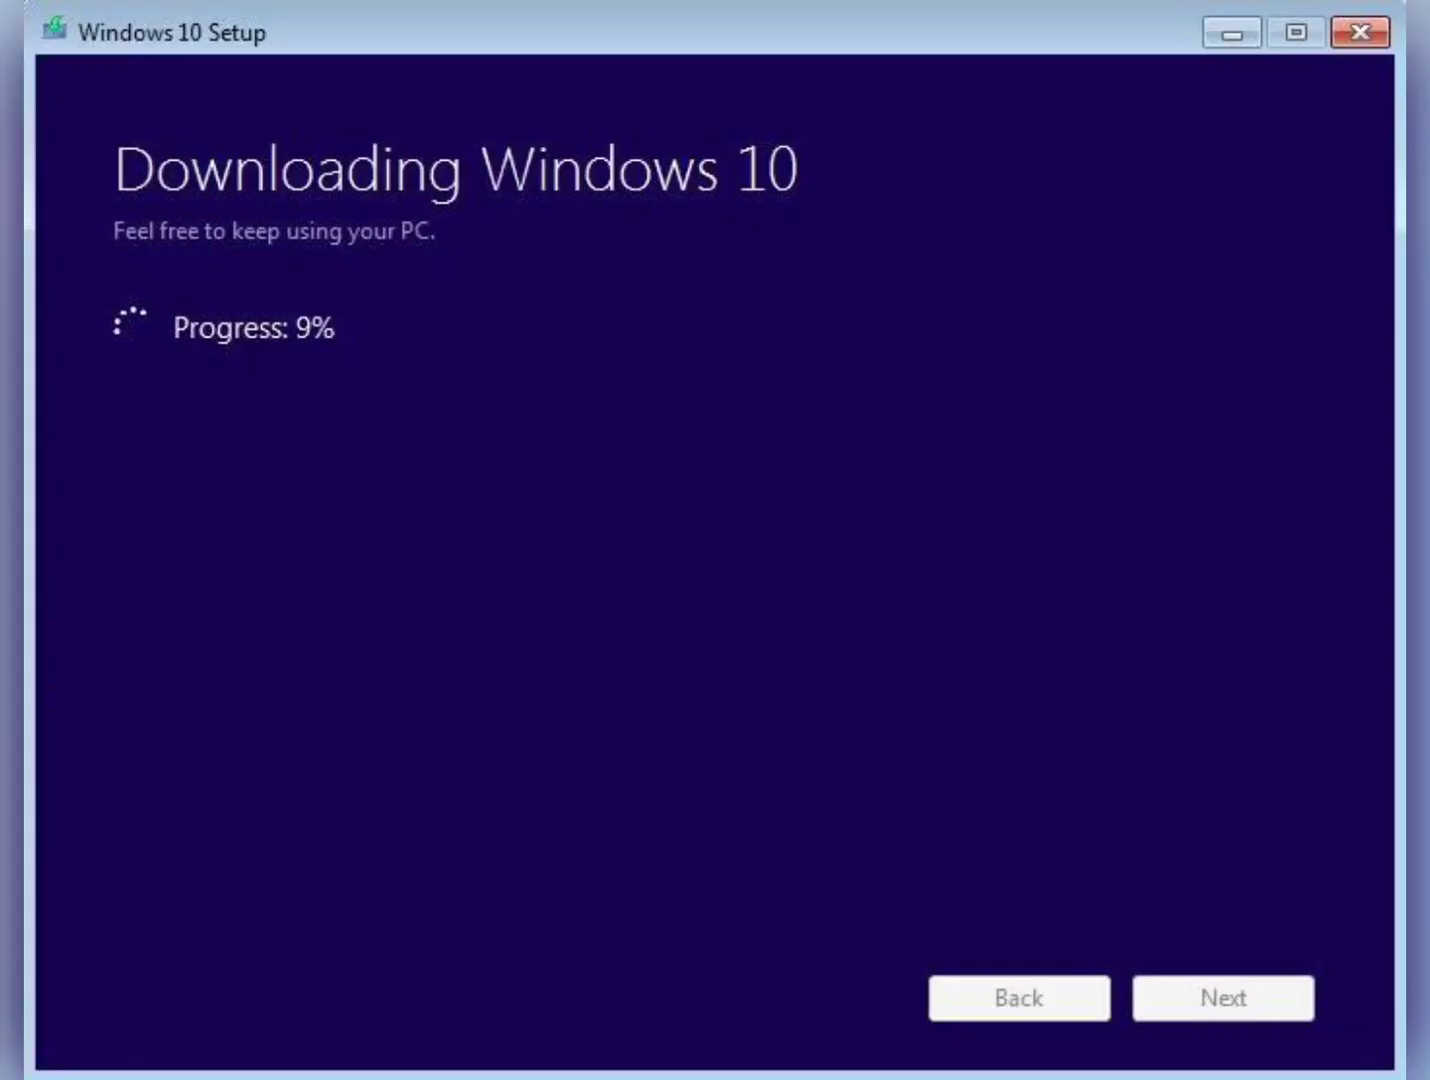 Windows 10 Setup
Downloading Windows 10
Feel free to keep using your PC.
Progress: 9%
Back
Next